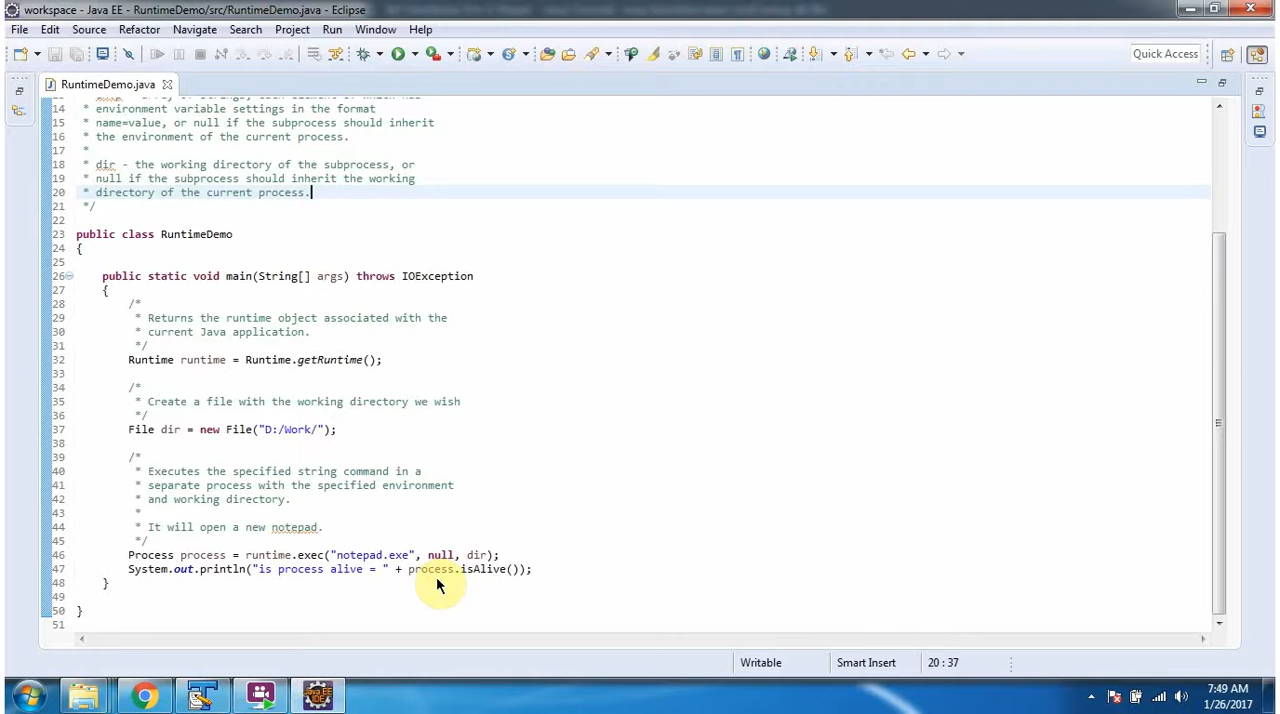 workspace - Java EE - RuntimeDemo/src/RuntimeDemo.java - Eclipse
File Edit Source Refactor Navigate Search Project Run Window Help
Quick Access
RuntimeDemo.java
14 * environment variable settings in the format
15 * name=value, or null if the subprocess should inherit
16 * the environment of the current process.
17 *
18 * dir - the working directory of the subprocess, or
19 * null if the subprocess should inherit the working
20 * directory of the current process.
21 */
22
23 public class RuntimeDemo
24 {
25
26 public static void main(String[] args) throws IOException
27 {
28 /*
29 * Returns the runtime object associated with the
30 * current Java application.
31 */
32 Runtime runtime = Runtime.getRuntime();
33
34 /*
35 * Create a file with the working directory we wish
36 */
37 File dir = new File("D:/Work/");
38
39 /*
40 * Executes the specified string command in a
41 * separate process with the specified environment
42 * and working directory.
43 *
44 * It will open a new notepad.
45 */
46 Process process = runtime.exec("notepad.exe", null, dir);
47 System.out.println("is process alive = " + process.isAlive());
48 }
49
50 }
51
Writable Smart Insert 20 : 37
7:49 AM
1/26/2017